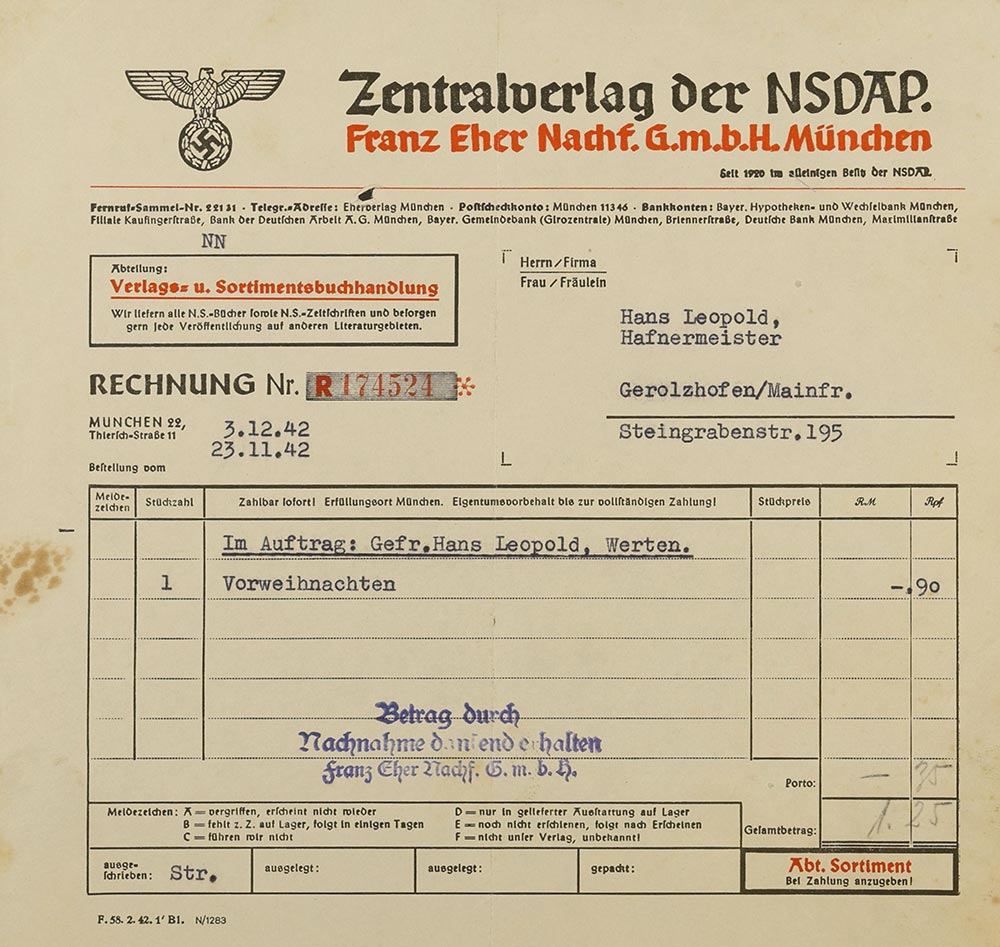 Zentralverlag der NSDAP.
Franz Eher Nachf. G.m.b.H. München
Seit 1920 im alleinigen Besitz der NSDAP.
Fernruf-Sammel-Nr. 22131 · Telegr.-Adresse: Eherverlag München · Postscheckkonto: München 11346 · Bankkonten: Bayer. Hypotheken- und Wechselbank München,
Filiale Kaufingerstraße, Bank der Deutschen Arbeit A.G. München, Bayer. Gemeindebank (Girozentrale) München, Briennerstraße, Deutsche Bank München, Maximilianstraße
NN
Abteilung:
Verlags- u. Sortimentsbuchhandlung
Wir liefern alle N.S.-Bücher sowie N.S.-Zeitschriften und besorgen
gern jede Veröffentlichung auf anderen Literaturgebieten.
Herrn/Firma
Frau/Fräulein
Hans Leopold,
Hafnermeister
Gerolzhofen/Mainfr.
Steingrabenstr.195
RECHNUNG Nr. R 174524
MÜNCHEN 22,
Thiersch-Straße 11
3.12.42
23.11.42
Bestellung vom
Melde-
zeichen
Stückzahl
Zahlbar sofort! Erfüllungsort München. Eigentumsvorbehalt bis zur vollständigen Zahlung!
Stückpreis
RM
Rpf
Im Auftrag: Gefr.Hans Leopold, Werten.
1 Vorweihnachten -.90
Betrag durch
Nachnahme dankend erhalten
Franz Eher Nachf. G. m. b. H.
Porto: — 35
Gesamtbetrag: 1.25
Meldezeichen: A = vergriffen, erscheint nicht wieder
B = fehlt z. Z. auf Lager, folgt in einigen Tagen
C = führen wir nicht
D = nur in gelieferter Ausstattung auf Lager
E = noch nicht erschienen, folgt nach Erscheinen
F = nicht unser Verlag, unbekannt!
ausge-
schrieben: Str.
ausgelegt:
ausgelegt:
gepackt:
Abt. Sortiment
Bei Zahlung anzugeben!
F. 58. 2. 42. 1' B1. N/1283